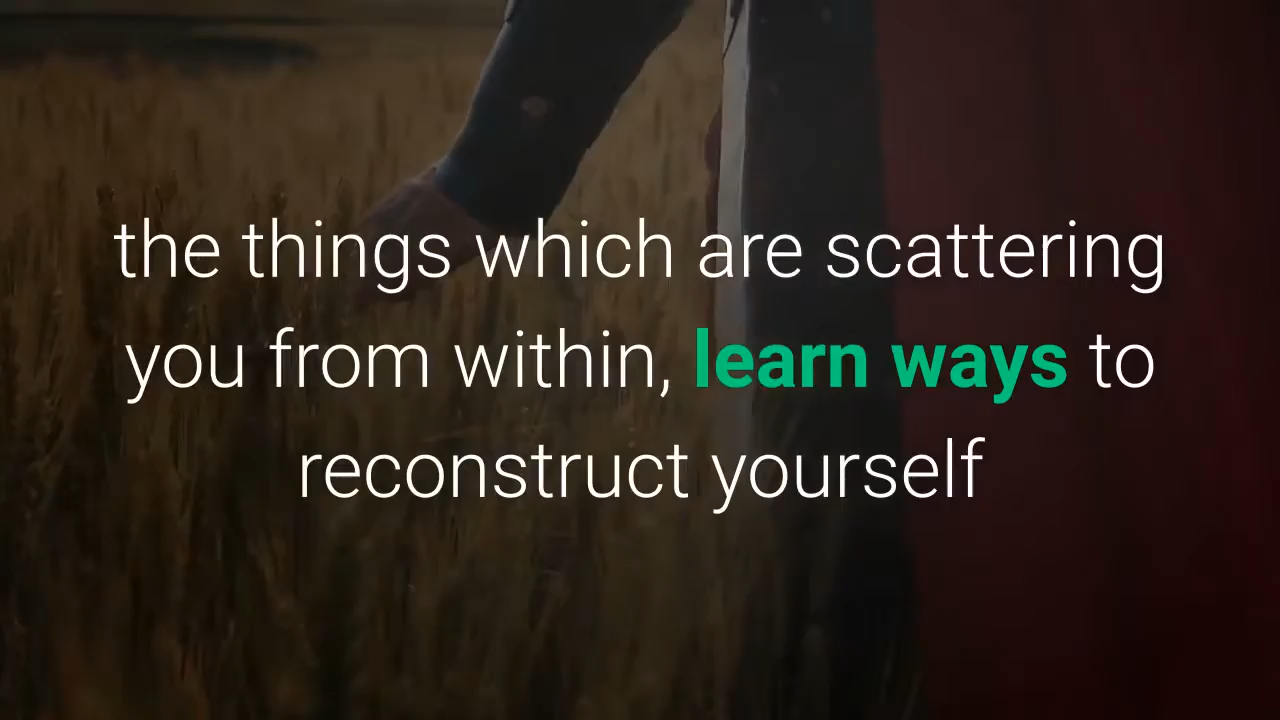 the things which are scattering
you from within, learn ways to
reconstruct yourself